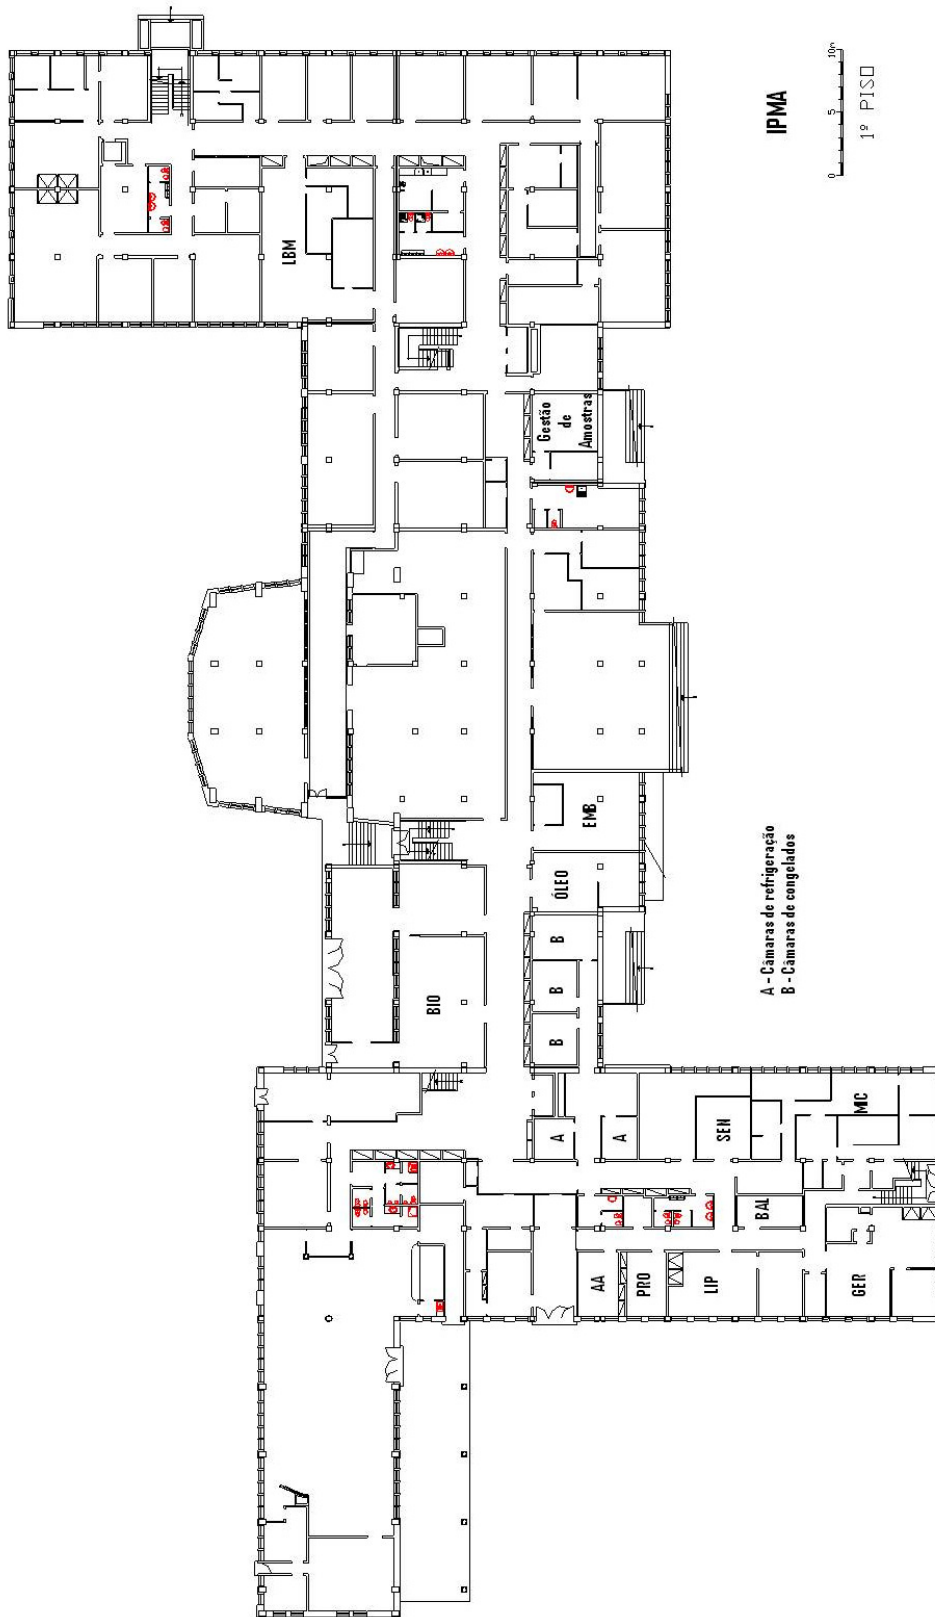 IPMA
0 5 10m
1º PISO
LBM
Gestão
de
Amostras
EMB
ÓLEO
B
B
B
BIO
A - Câmaras de refrigeração
B - Câmaras de congelados
A
A
SEN
MIC
BAL
AA
PRO
LIP
GER